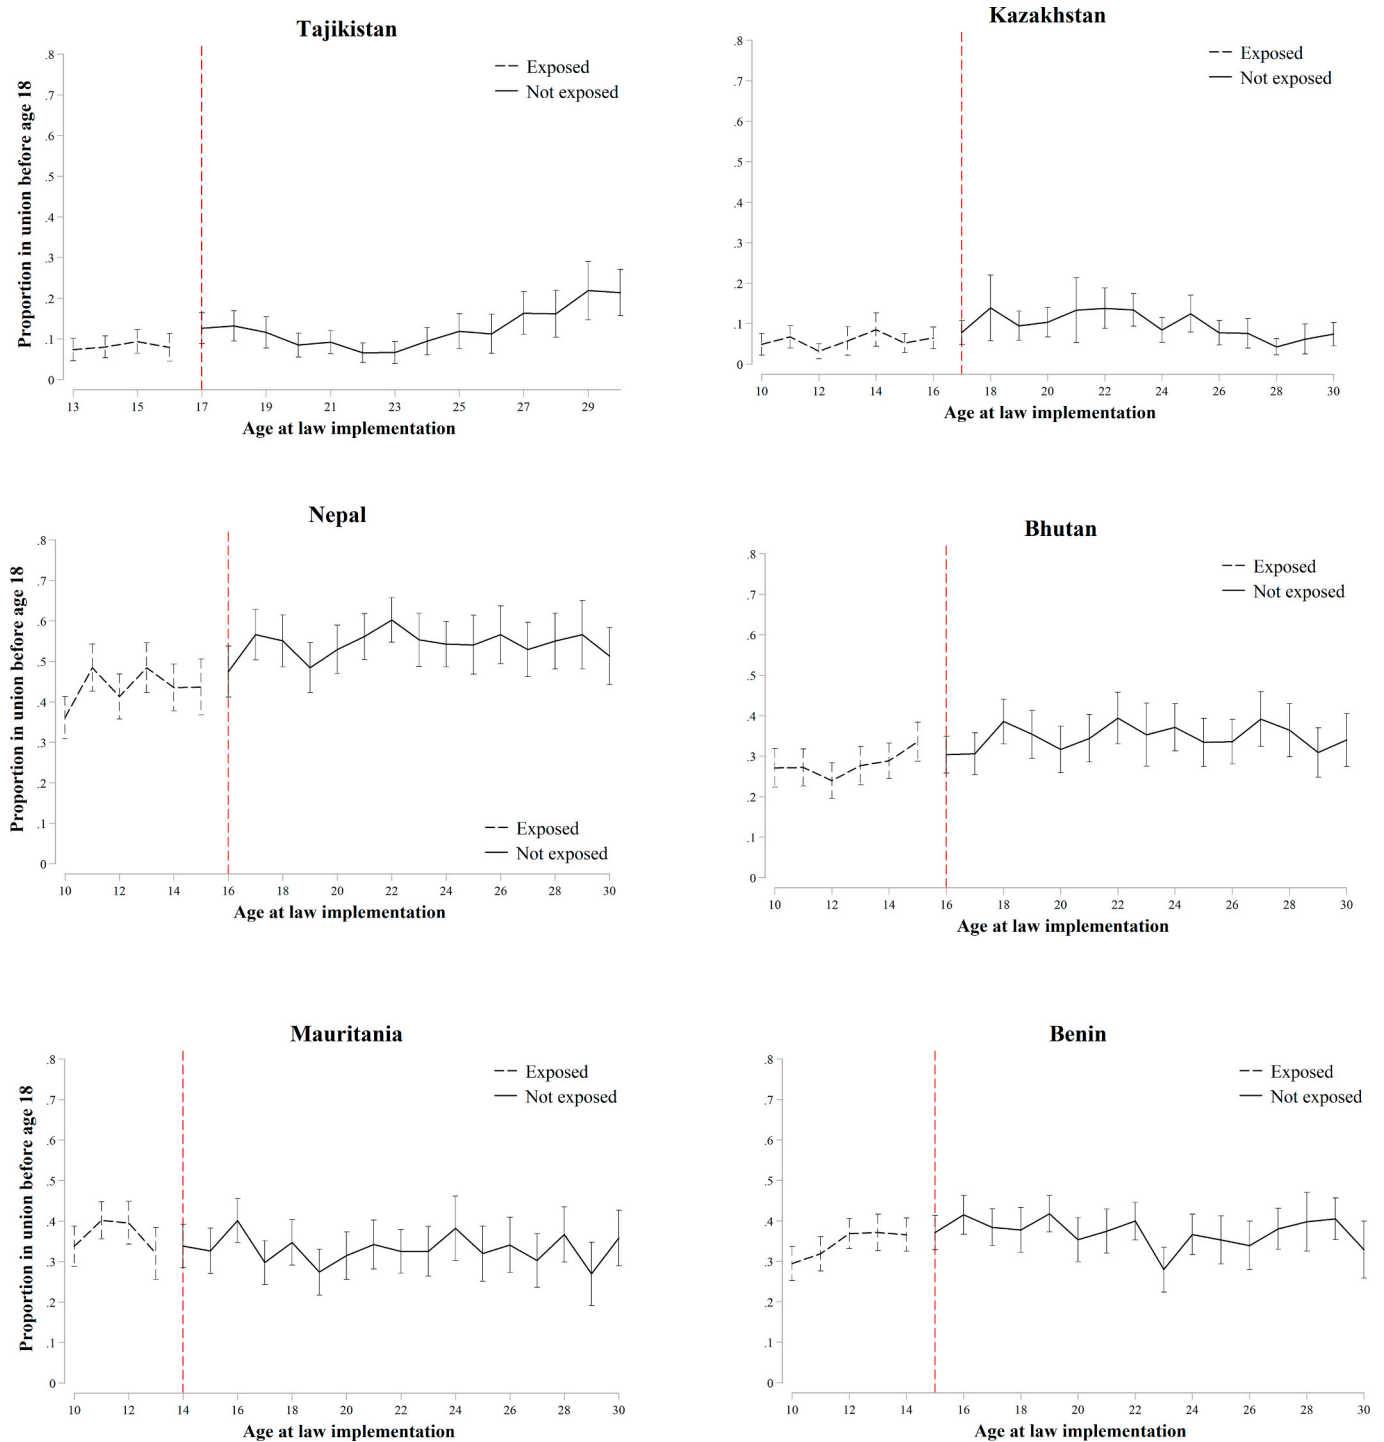 Tajikistan
Proportion in union before age 18
.8
.7
.6
.5
.4
.3
.2
.1
0
Exposed
Not exposed
13 15 17 19 21 23 25 27 29
Age at law implementation
Kazakhstan
.8
.7
.6
.5
.4
.3
.2
.1
0
Exposed
Not exposed
10 12 14 16 18 20 22 24 26 28 30
Age at law implementation
Nepal
Proportion in union before age 18
.8
.7
.6
.5
.4
.3
.2
.1
0
Exposed
Not exposed
10 12 14 16 18 20 22 24 26 28 30
Age at law implementation
Bhutan
.8
.7
.6
.5
.4
.3
.2
.1
0
Exposed
Not exposed
10 12 14 16 18 20 22 24 26 28 30
Age at law implementation
Mauritania
Proportion in union before age 18
.8
.7
.6
.5
.4
.3
.2
.1
0
Exposed
Not exposed
10 12 14 16 18 20 22 24 26 28 30
Age at law implementation
Benin
.8
.7
.6
.5
.4
.3
.2
.1
0
Exposed
Not exposed
10 12 14 16 18 20 22 24 26 28 30
Age at law implementation